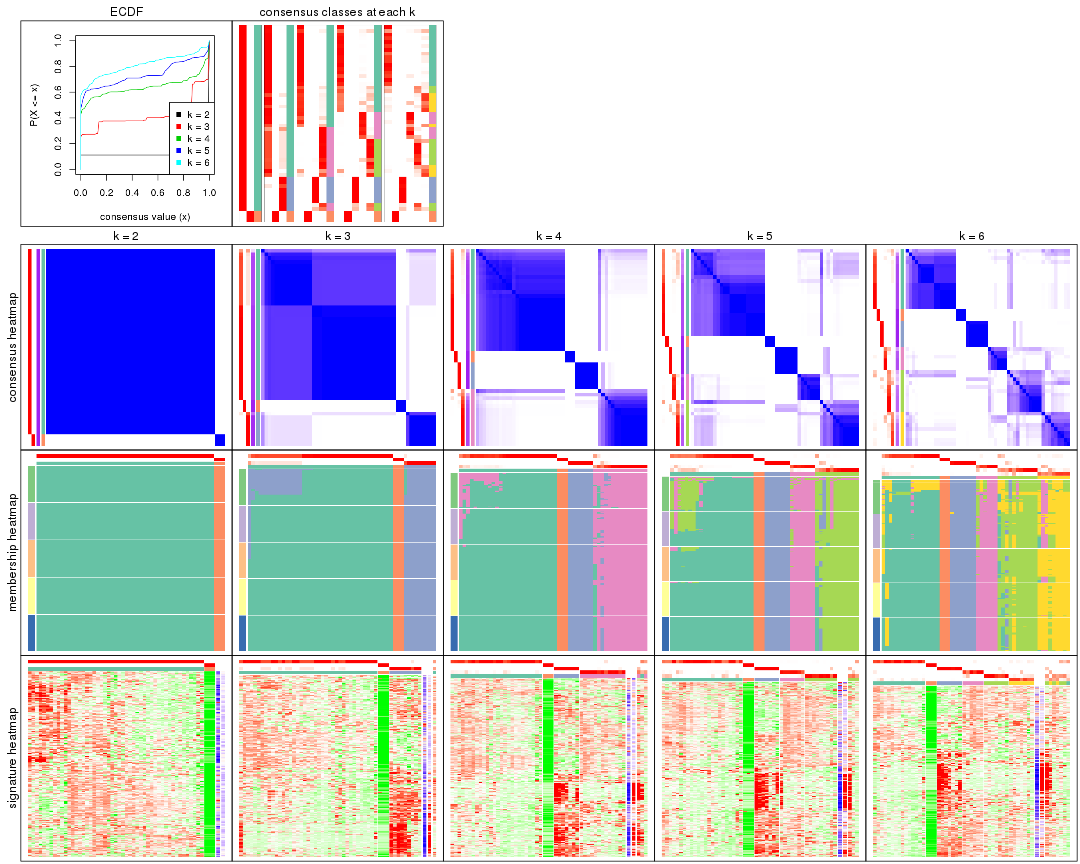 ECDF
consensus classes at each k
P(X <= x)
0.0 0.2 0.4 0.6 0.8 1.0
k = 2
k = 3
k = 4
k = 5
k = 6
0.0 0.2 0.4 0.6 0.8 1.0
consensus value (x)
k = 2
k = 3
k = 4
k = 5
k = 6
consensus heatmap
membership heatmap
signature heatmap